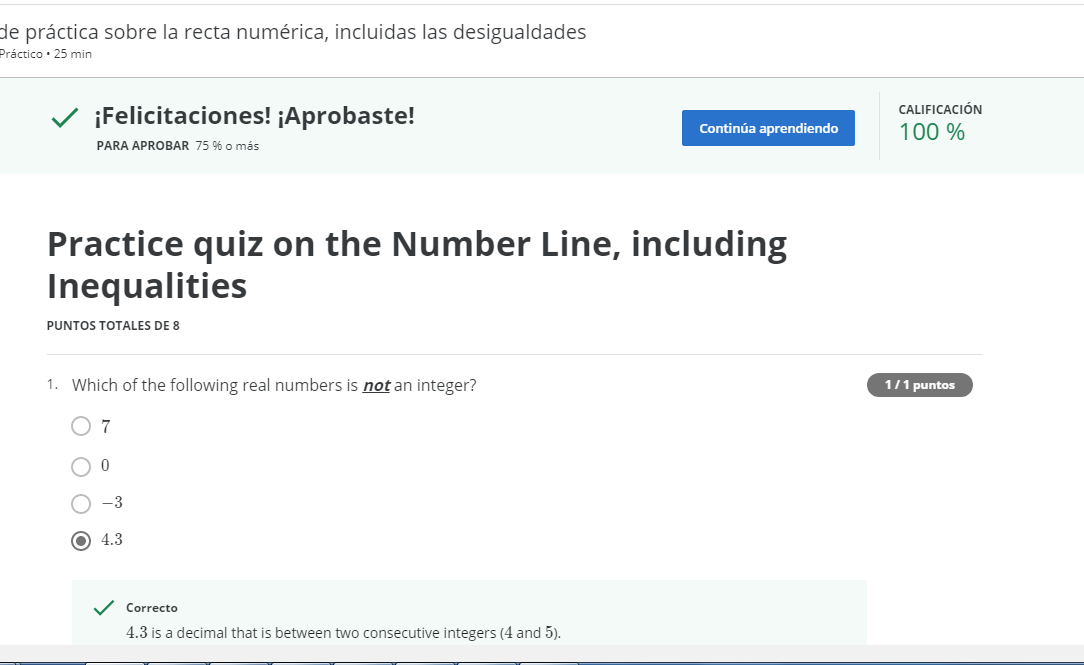 de práctica sobre la recta numérica, incluidas las desigualdades
Práctico • 25 min
¡Felicitaciones! ¡Aprobaste!
PARA APROBAR 75 % o más
Continúa aprendiendo
CALIFICACIÓN
100 %
Practice quiz on the Number Line, including
Inequalities
PUNTOS TOTALES DE 8
1. Which of the following real numbers is not an integer?
1 / 1 puntos
7
0
−3
4.3
Correcto
4.3 is a decimal that is between two consecutive integers (4 and 5).